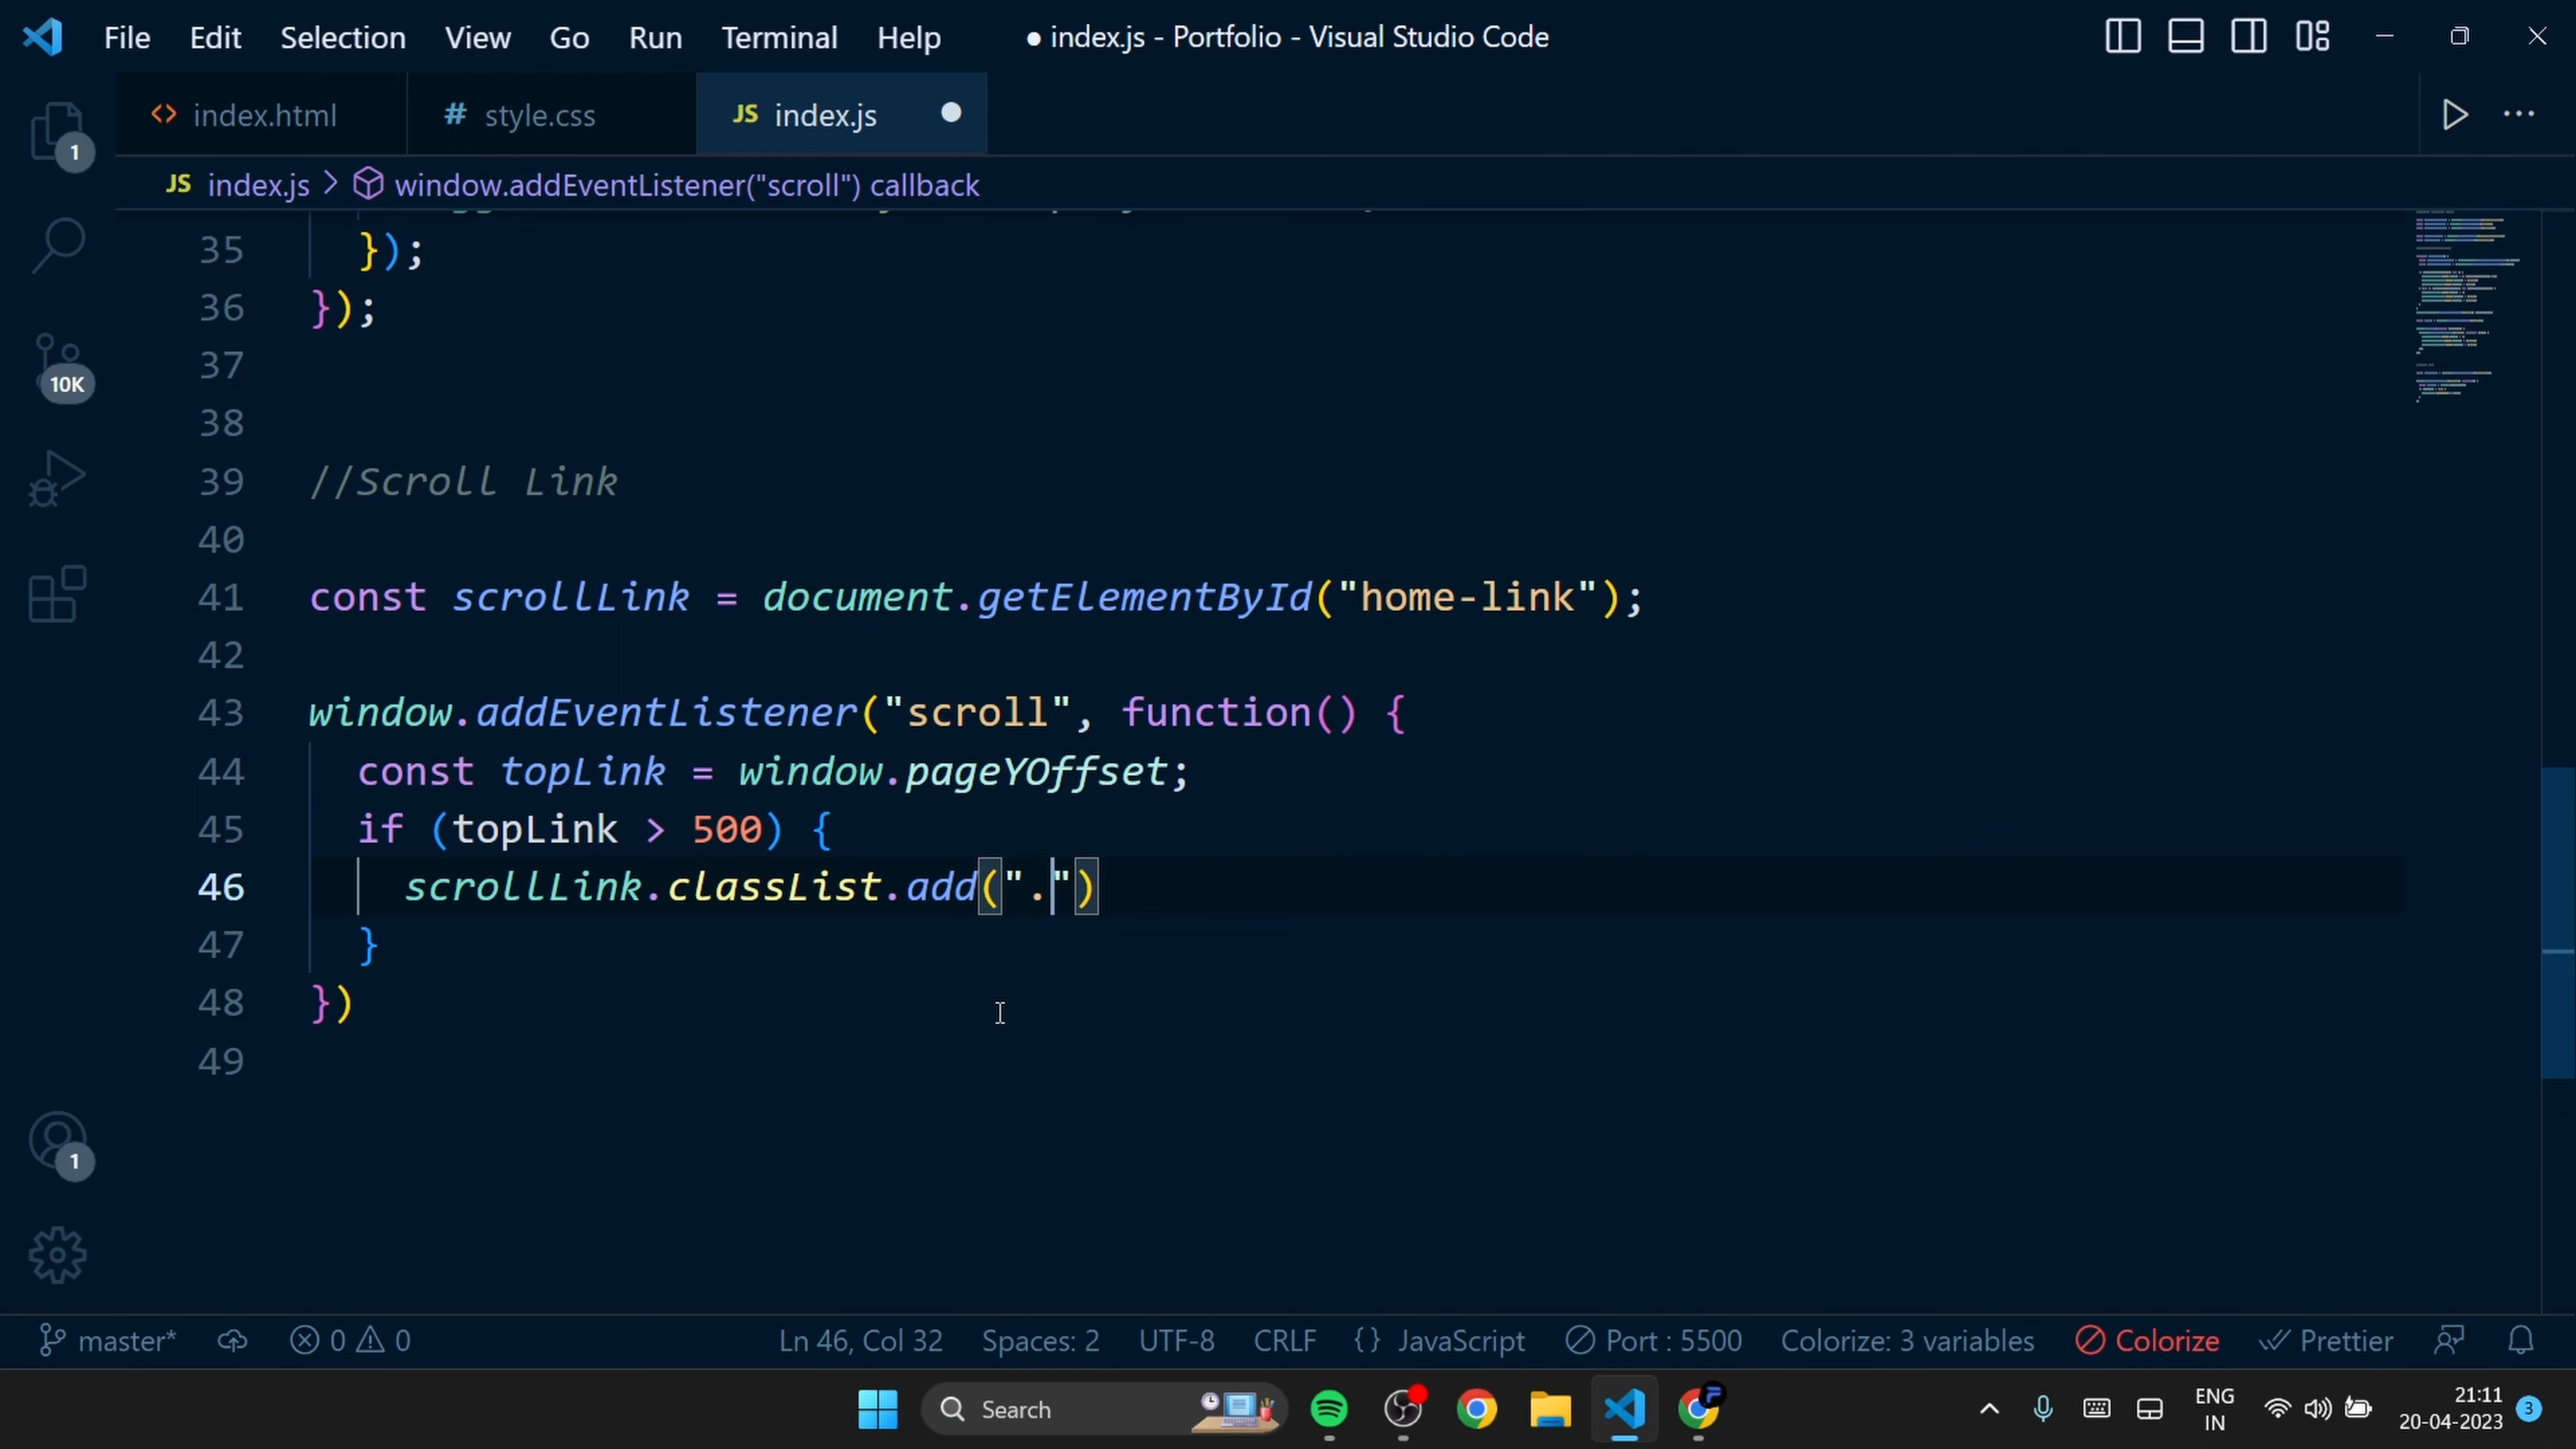 File Edit Selection View Go Run Terminal Help ● index.js - Portfolio - Visual Studio Code
<> index.html # style.css JS index.js ●
JS index.js > window.addEventListener("scroll") callback
35 });
36 });
37
38
39 //Scroll Link
40
41 const scrollLink = document.getElementById("home-link");
42
43 window.addEventListener("scroll", function() {
44 const topLink = window.pageYOffset;
45 if (topLink > 500) {
46 scrollLink.classList.add(".")
47 }
48 })
49
1
10K
1
master* 0 0 Ln 46, Col 32 Spaces: 2 UTF-8 CRLF {} JavaScript Port : 5500 Colorize: 3 variables Colorize Prettier
Search ENG 21:11
IN 20-04-2023 3